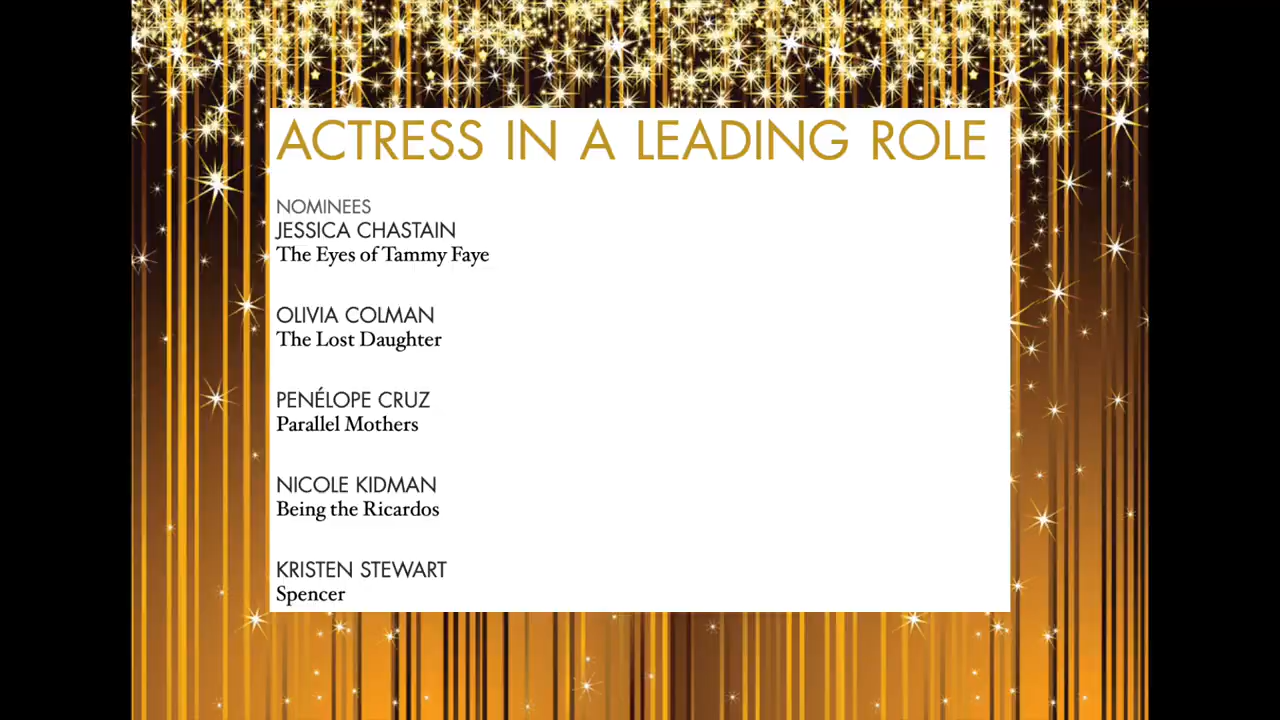 ACTRESS IN A LEADING ROLE
NOMINEES
JESSICA CHASTAIN
The Eyes of Tammy Faye
OLIVIA COLMAN
The Lost Daughter
PENÉLOPE CRUZ
Parallel Mothers
NICOLE KIDMAN
Being the Ricardos
KRISTEN STEWART
Spencer